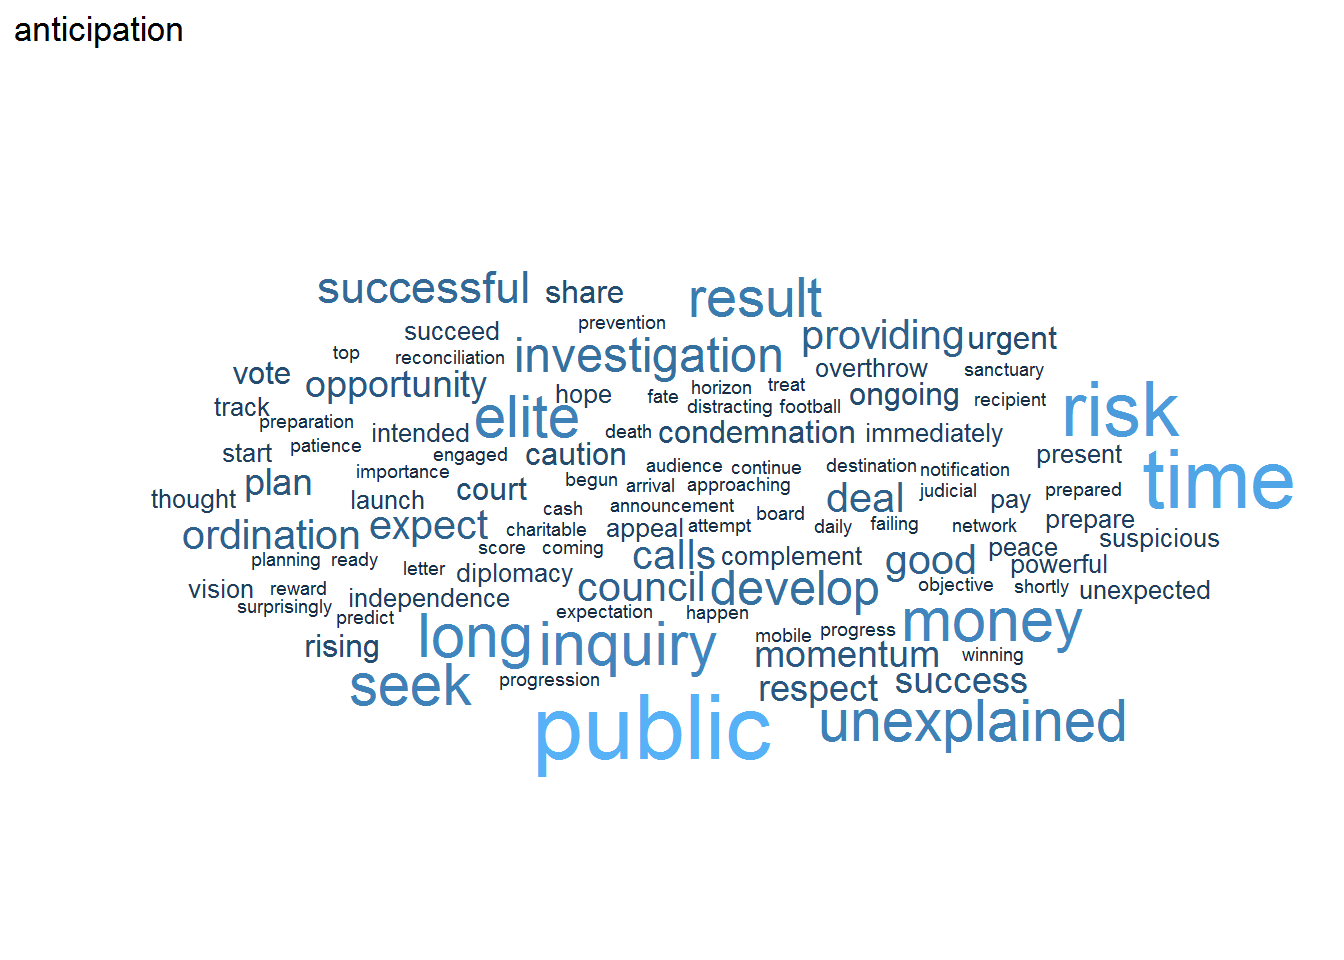 anticipation
successful share result
prevention
succeed providing urgent
top reconciliation investigation
vote opportunity hope fate horizon treat overthrow sanctuary
track elite distracting football ongoing recipient risk
preparation
patience intended death condemnation immediately
start engaged caution present
thought plan importance begun audience continue destination notification time
launch court arrival approaching deal judicial pay prepared
cash announcement board
ordination expect charitable appeal attempt daily failing network prepare suspicious
planning ready score coming calls complement good peace
letter diplomacy powerful
vision reward independence council develop objective shortly unexpected
surprisingly predict expectation happen money
rising long inquiry mobile progress
momentum winning
seek progression respect success
public unexplained